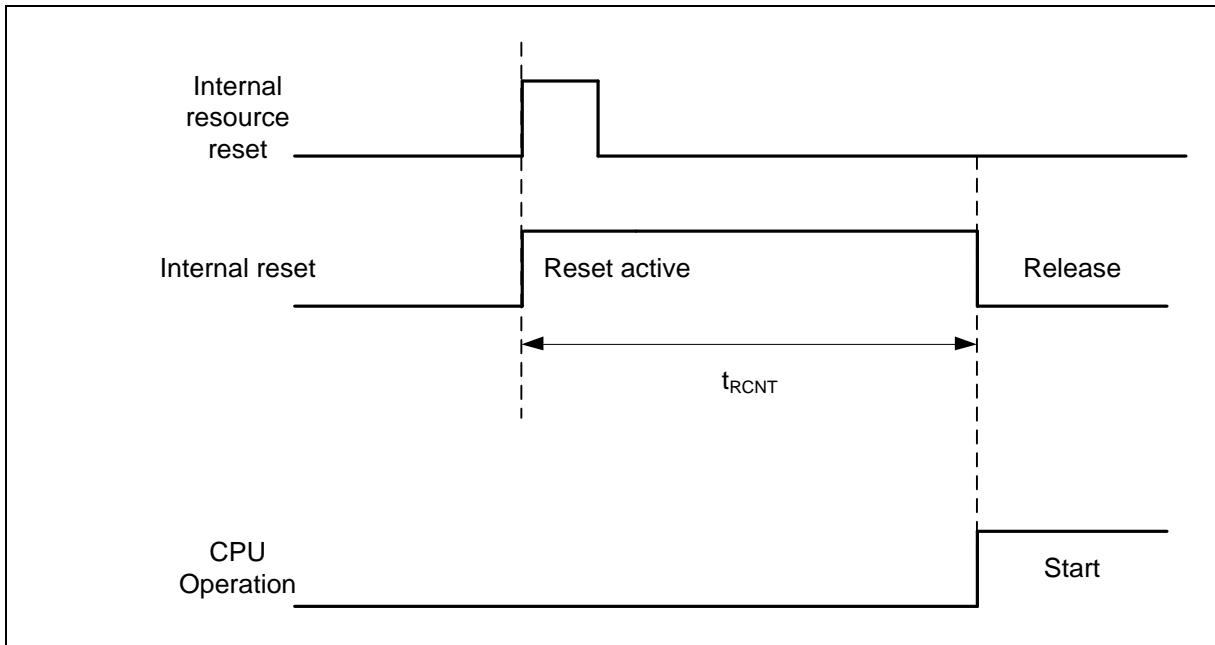 Internal
resource
reset
Internal reset
Reset active
Release
tRCNT
CPU
Operation
Start